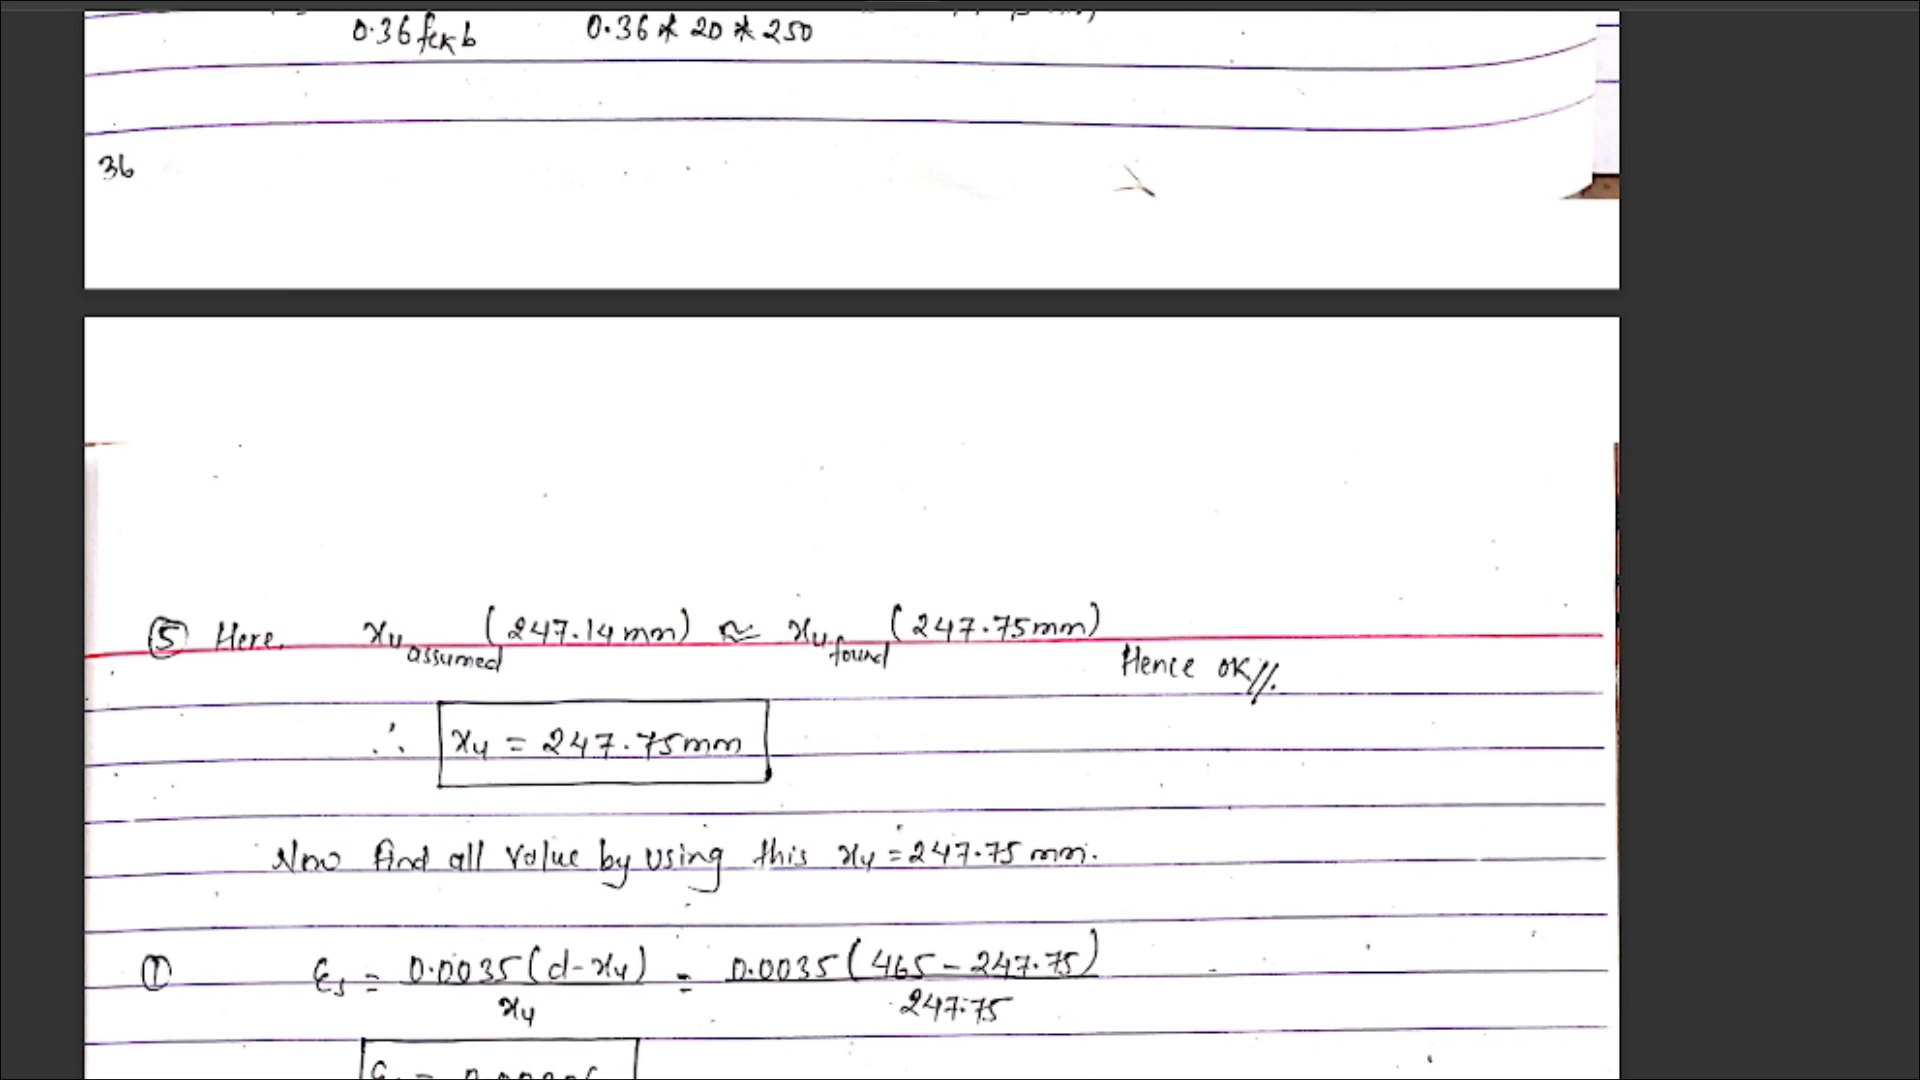 0.36 fck b 0.36 * 20 * 250
36
⑤ Here, xu assumed (247.14 mm) ≈ xu found (247.75mm)
Hence OK//.
∴ xu = 247.75mm
Now find all value by using this xu = 247.75 mm.
① εs = 0.0035(d-xu) / xu = 0.0035(465 - 247.75) / 247.75